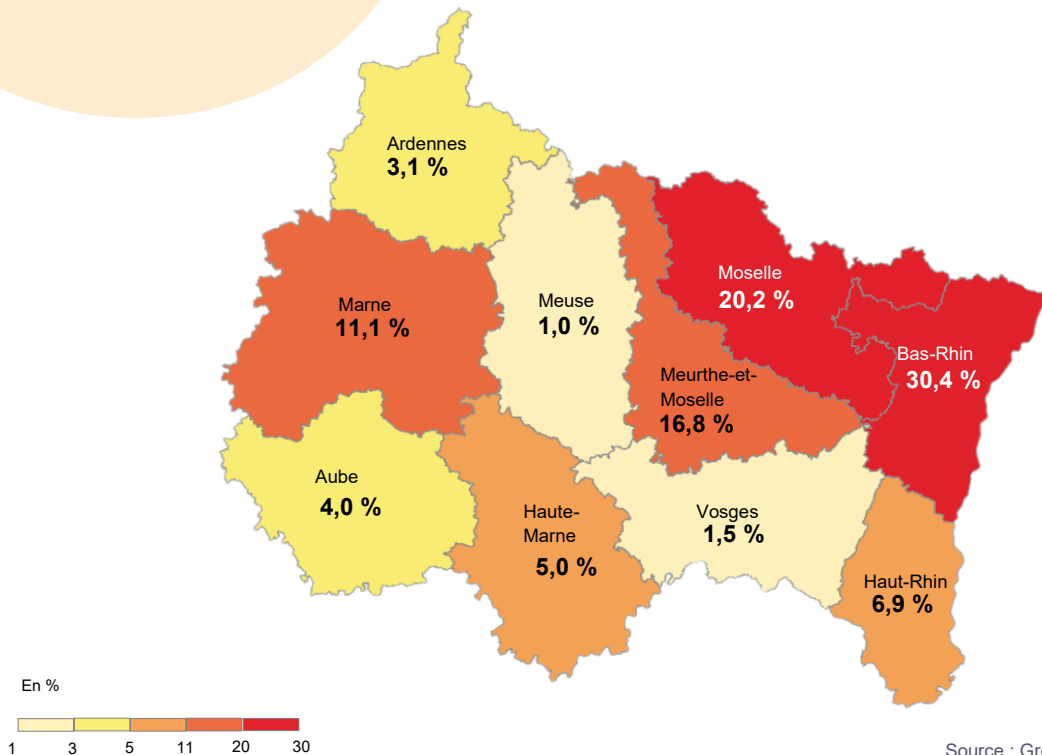 Ardennes
3,1 %
Moselle
20,2 %
Marne
11,1 %
Meuse
1,0 %
Bas-Rhin
30,4 %
Meurthe-et-
Moselle
16,8 %
Aube
4,0 %
Haute-
Marne
5,0 %
Vosges
1,5 %
Haut-Rhin
6,9 %
En %
1 3 5 11 20 30
Source :